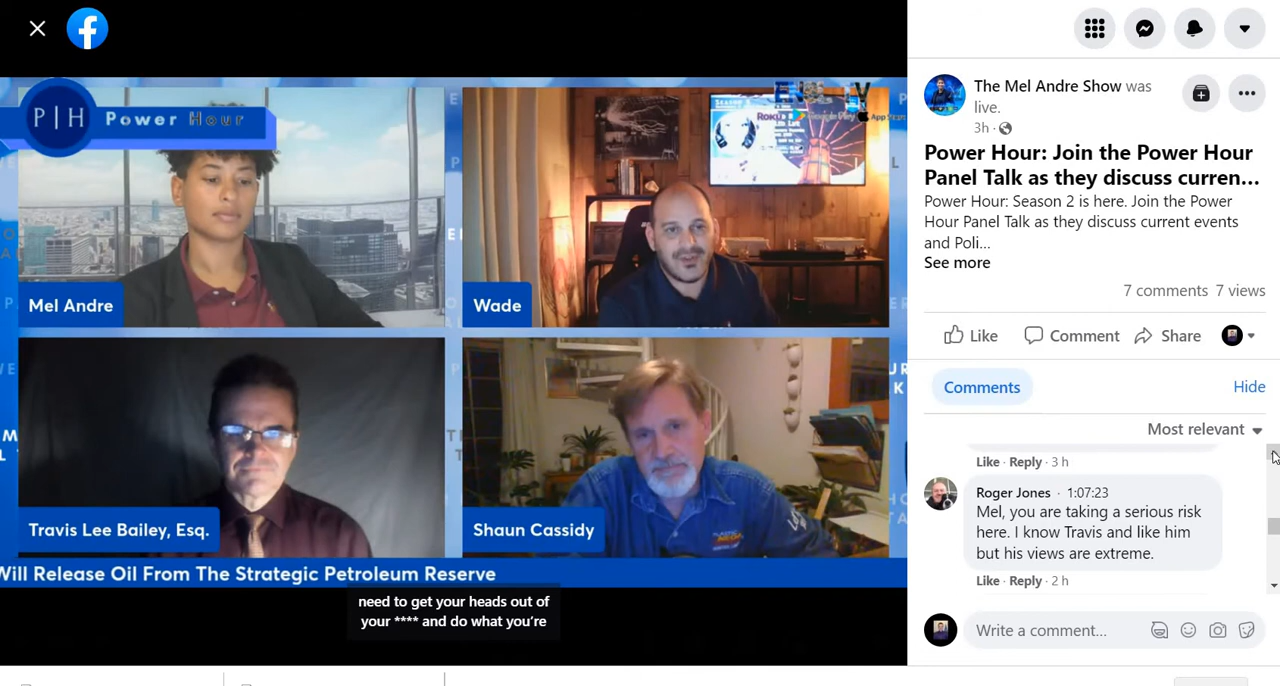 P|H Power Hour
Roku Google Play
Mel Andre
Wade
Travis Lee Bailey, Esq.
Shaun Cassidy
Will Release Oil From The Strategic Petroleum Reserve
need to get your heads out of
your **** and do what you're
The Mel Andre Show was
live.
3h
Power Hour: Join the Power Hour
Panel Talk as they discuss curren...
Power Hour: Season 2 is here. Join the Power
Hour Panel Talk as they discuss current events
and Poli...
See more
7 comments 7 views
Like Comment Share
Comments Hide
Most relevant
Like · Reply · 3 h
Roger Jones · 1:07:23
Mel, you are taking a serious risk
here. I know Travis and like him
but his views are extreme.
Like · Reply · 2 h
Write a comment...